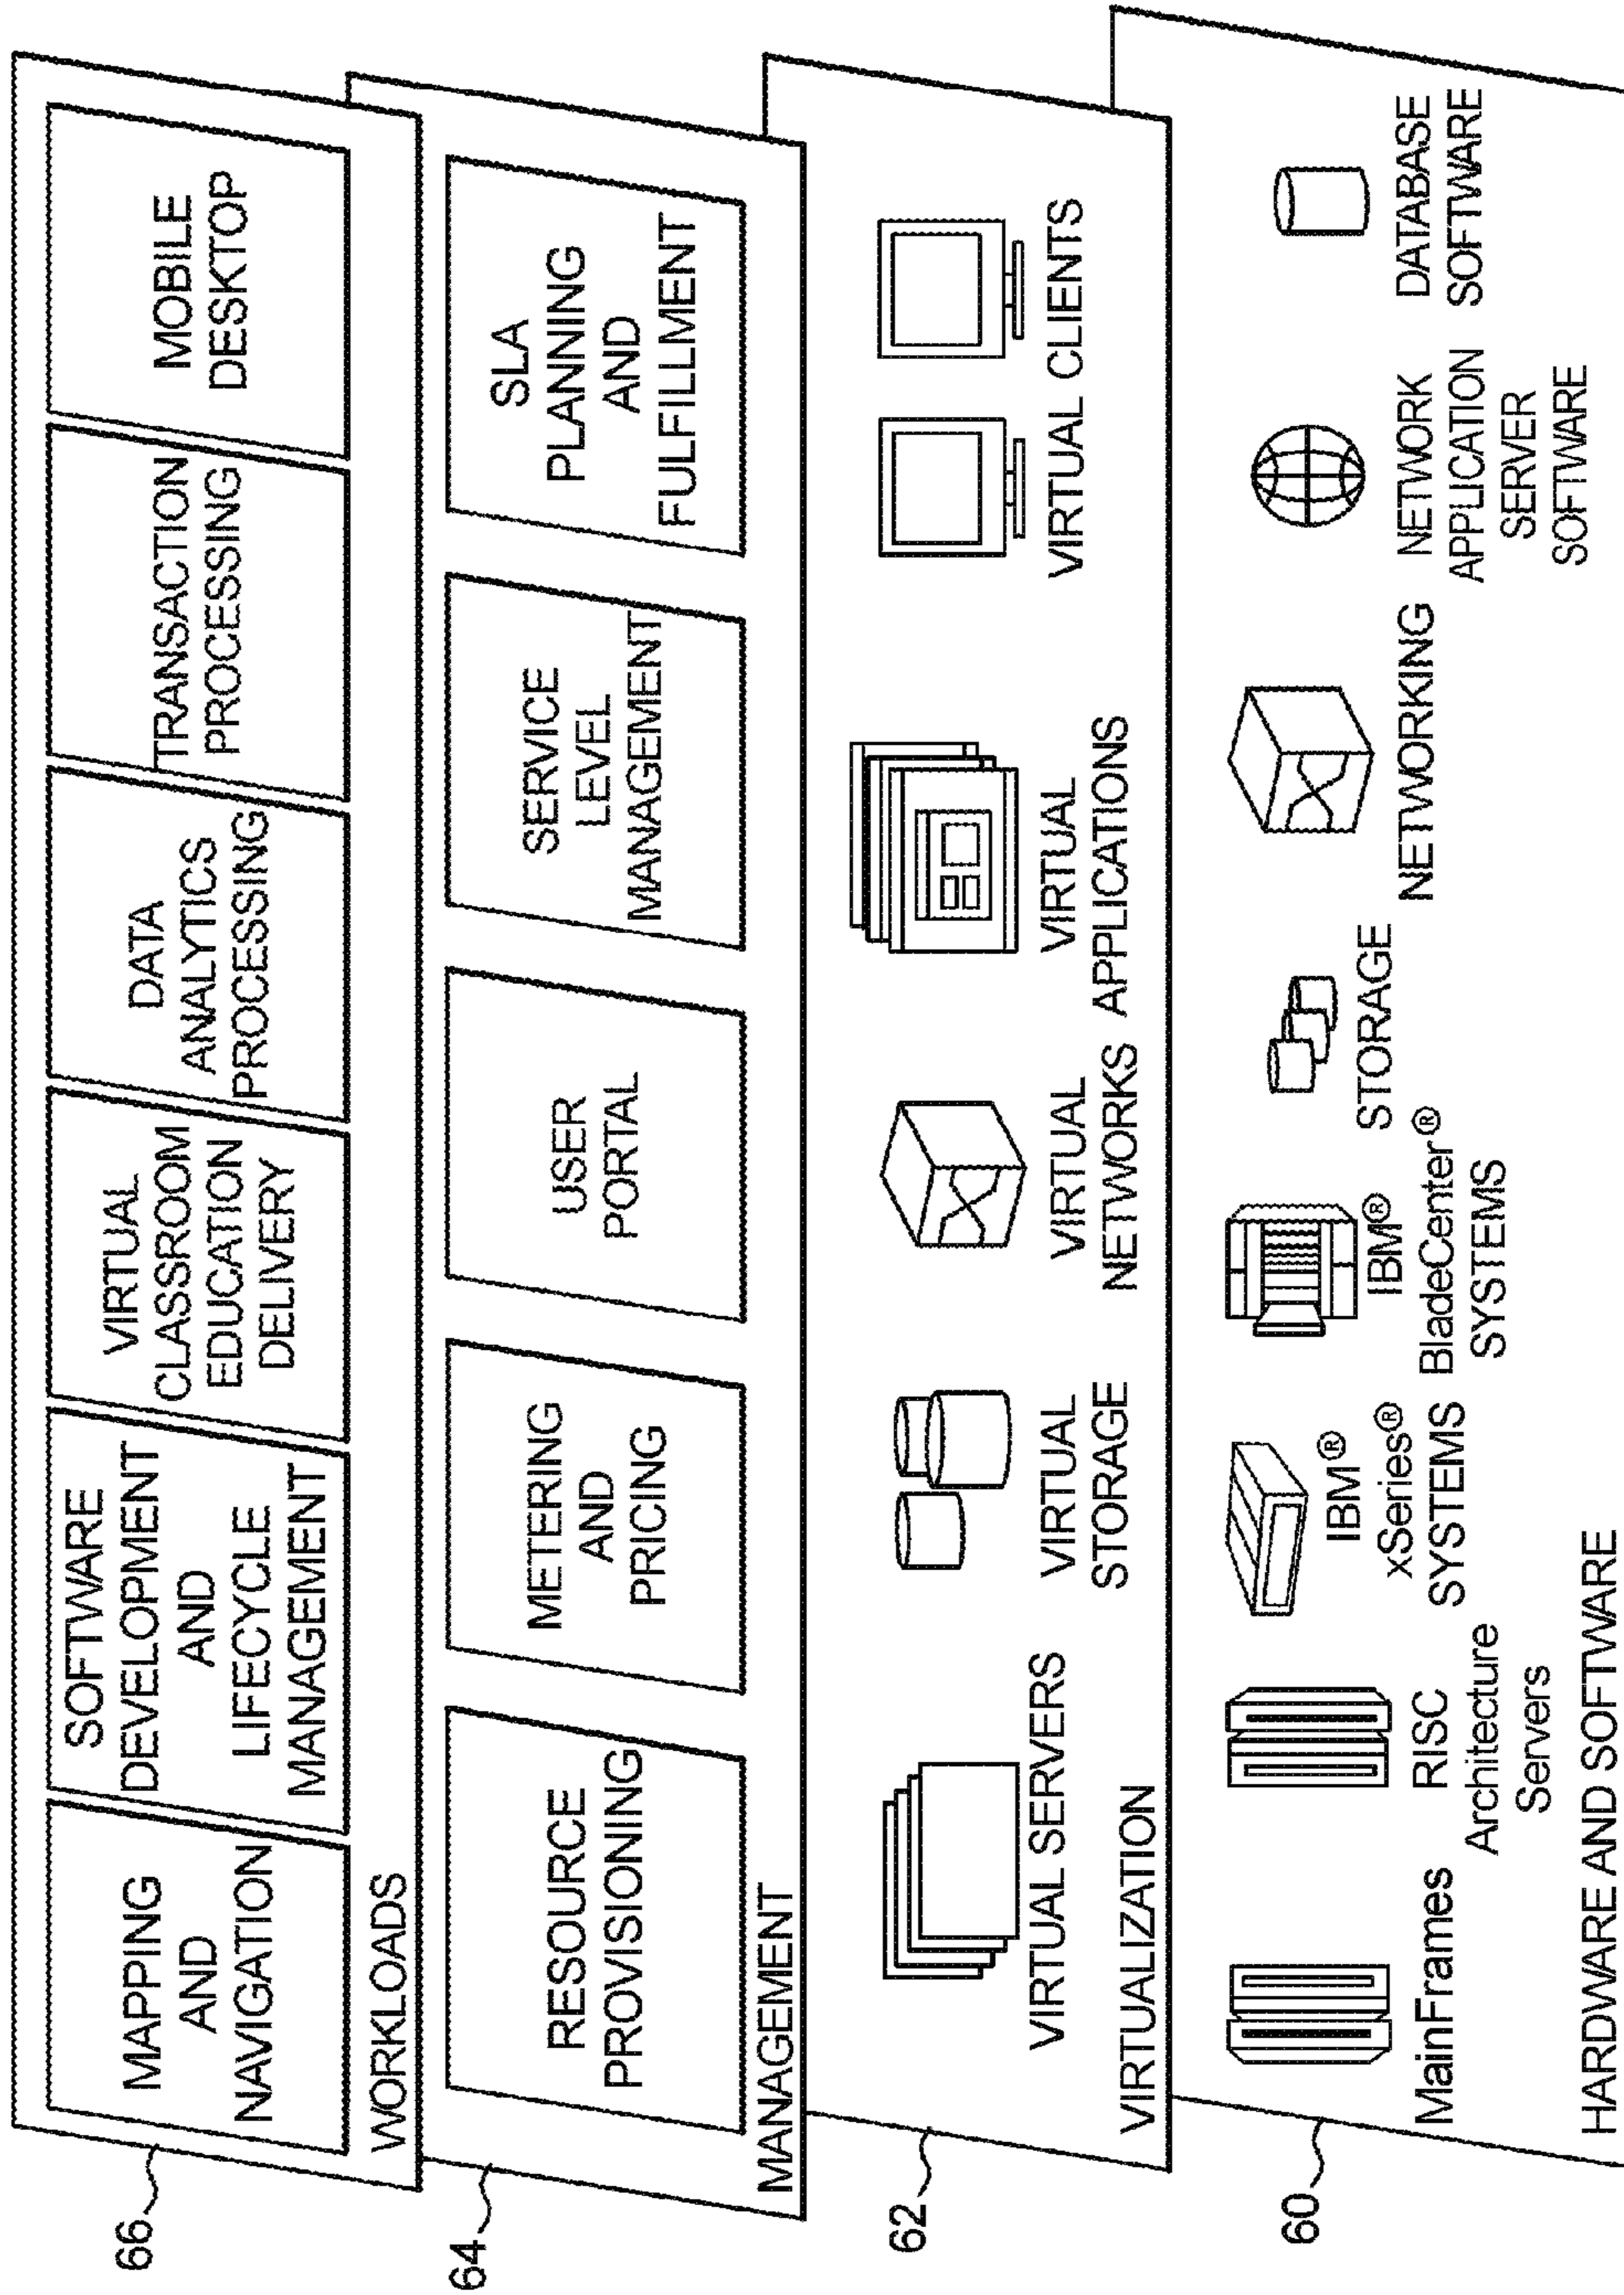 66
MAPPING
AND
NAVIGATION
SOFTWARE
DEVELOPMENT
AND
LIFECYCLE
MANAGEMENT
VIRTUAL
CLASSROOM
EDUCATION
DELIVERY
DATA
ANALYTICS
PROCESSING
TRANSACTION
PROCESSING
MOBILE
DESKTOP
WORKLOADS
64
RESOURCE
PROVISIONING
METERING
AND
PRICING
USER
PORTAL
SERVICE
LEVEL
MANAGEMENT
SLA
PLANNING
AND
FULFILLMENT
MANAGEMENT
62
VIRTUAL SERVERS
VIRTUAL
STORAGE
VIRTUAL
NETWORKS
VIRTUAL
APPLICATIONS
VIRTUAL CLIENTS
VIRTUALIZATION
60
MainFrames
RISC
Architecture
Servers
IBM®
xSeries®
SYSTEMS
IBM®
BladeCenter®
SYSTEMS
STORAGE
NETWORKING
NETWORK
APPLICATION
SERVER
SOFTWARE
DATABASE
SOFTWARE
HARDWARE AND SOFTWARE